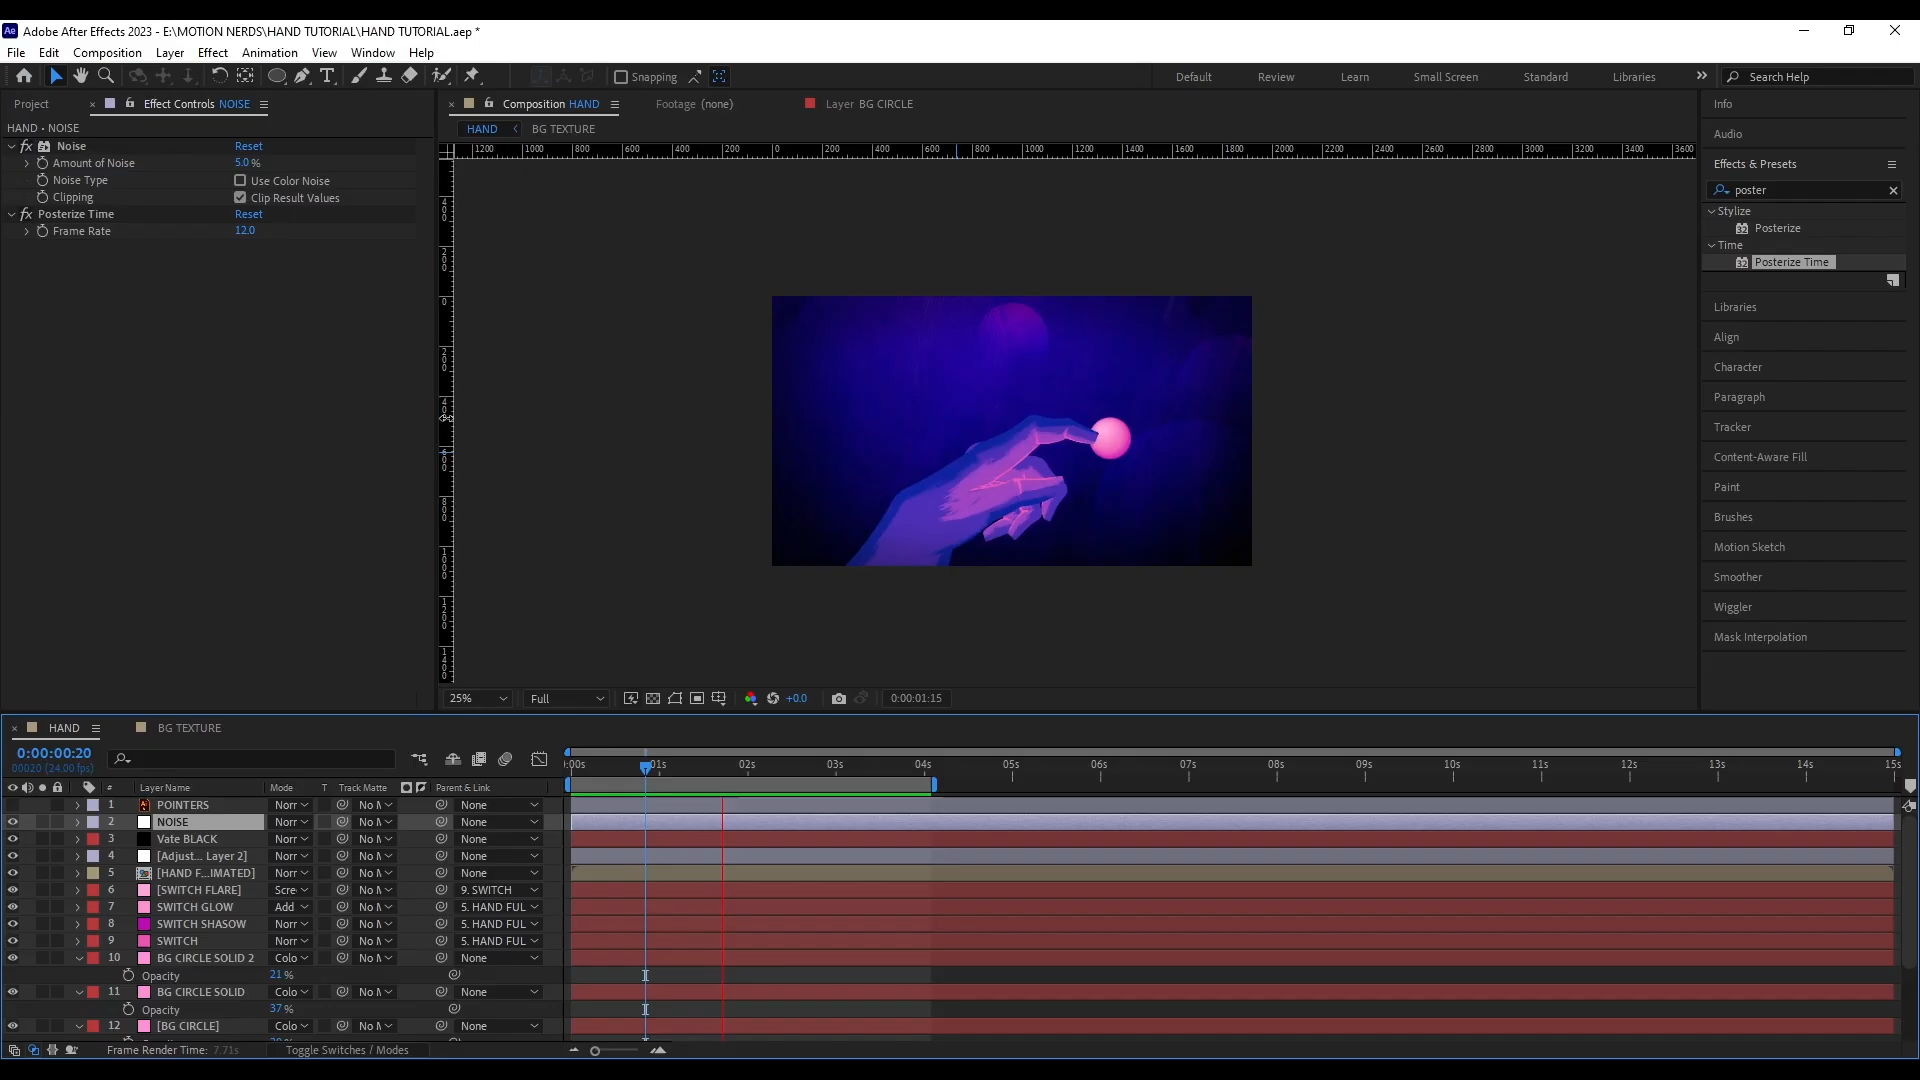 Adobe After Effects 2023 - E:\MOTION NERDS\HAND TUTORIAL\HAND TUTORIAL.aep *
File Edit Composition Layer Effect Animation View Window Help
Snapping Default Review Learn Small Screen Standard Libraries Search Help
Project Effect Controls NOISE Composition HAND Footage (none) Layer BG CIRCLE Info
HAND • NOISE HAND BG TEXTURE Audio
fx Noise Reset
Amount of Noise 5.0 %
Noise Type Use Color Noise
Clipping Clip Result Values
fx Posterize Time Reset
Frame Rate 12.0
1200 1000 800 600 400 200 0 200 400 600 800 1000 1200 1400 1600 1800 2000 2200 2400 2600 2800 3000 3200 3400 3600
Effects & Presets
poster
Stylize
Posterize
Time
Posterize Time
Libraries
Align
Character
Paragraph
Tracker
Content-Aware Fill
Paint
Brushes
Motion Sketch
Smoother
Wiggler
Mask Interpolation
25% Full +0.0 0:00:01:15
HAND BG TEXTURE
0:00:00:20
00020 (24.00 fps)
:00s 01s 02s 03s 04s 05s 06s 07s 08s 09s 10s 11s 12s 13s 14s 15s
# Layer Name Mode T Track Matte Parent & Link
1 POINTERS Norr No M None
2 NOISE Norr No M None
3 Vate BLACK Norr No M None
4 [Adjust... Layer 2] Norr No M None
5 [HAND F...IMATED] Norr No M None
6 [SWITCH FLARE] Scre No M 9. SWITCH
7 SWITCH GLOW Add No M 5. HAND FUL
8 SWITCH SHASOW Norr No M 5. HAND FUL
9 SWITCH Norr No M 5. HAND FUL
10 BG CIRCLE SOLID 2 Colo No M None
Opacity 21 %
11 BG CIRCLE SOLID Colo No M None
Opacity 37 %
12 [BG CIRCLE] Colo No M None
Frame Render Time: 7.71s Toggle Switches / Modes